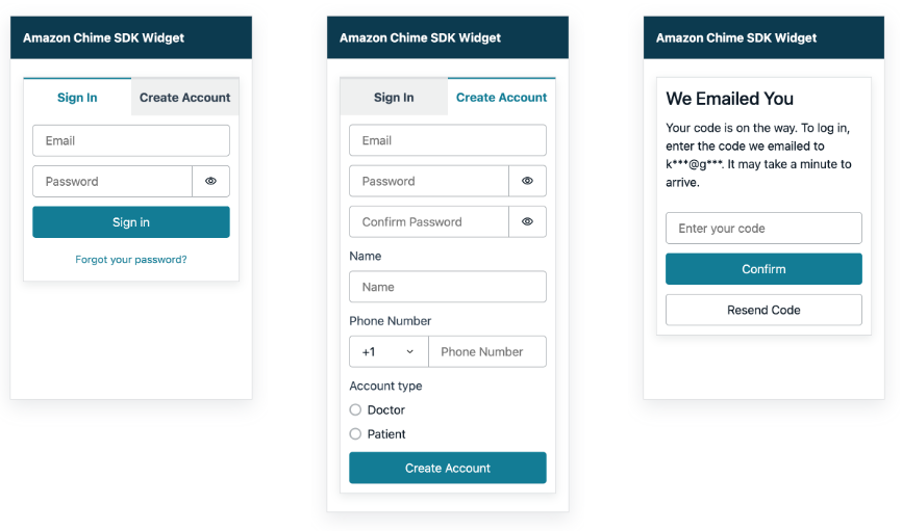 Amazon Chime SDK Widget
Sign In
Create Account
Email
Password
Sign in
Forgot your password?
Amazon Chime SDK Widget
Sign In
Create Account
Email
Password
Confirm Password
Name
Name
Phone Number
+1
Phone Number
Account type
Doctor
Patient
Create Account
Amazon Chime SDK Widget
We Emailed You
Your code is on the way. To log in,
enter the code we emailed to
k***@g***. It may take a minute to
arrive.
Enter your code
Confirm
Resend Code